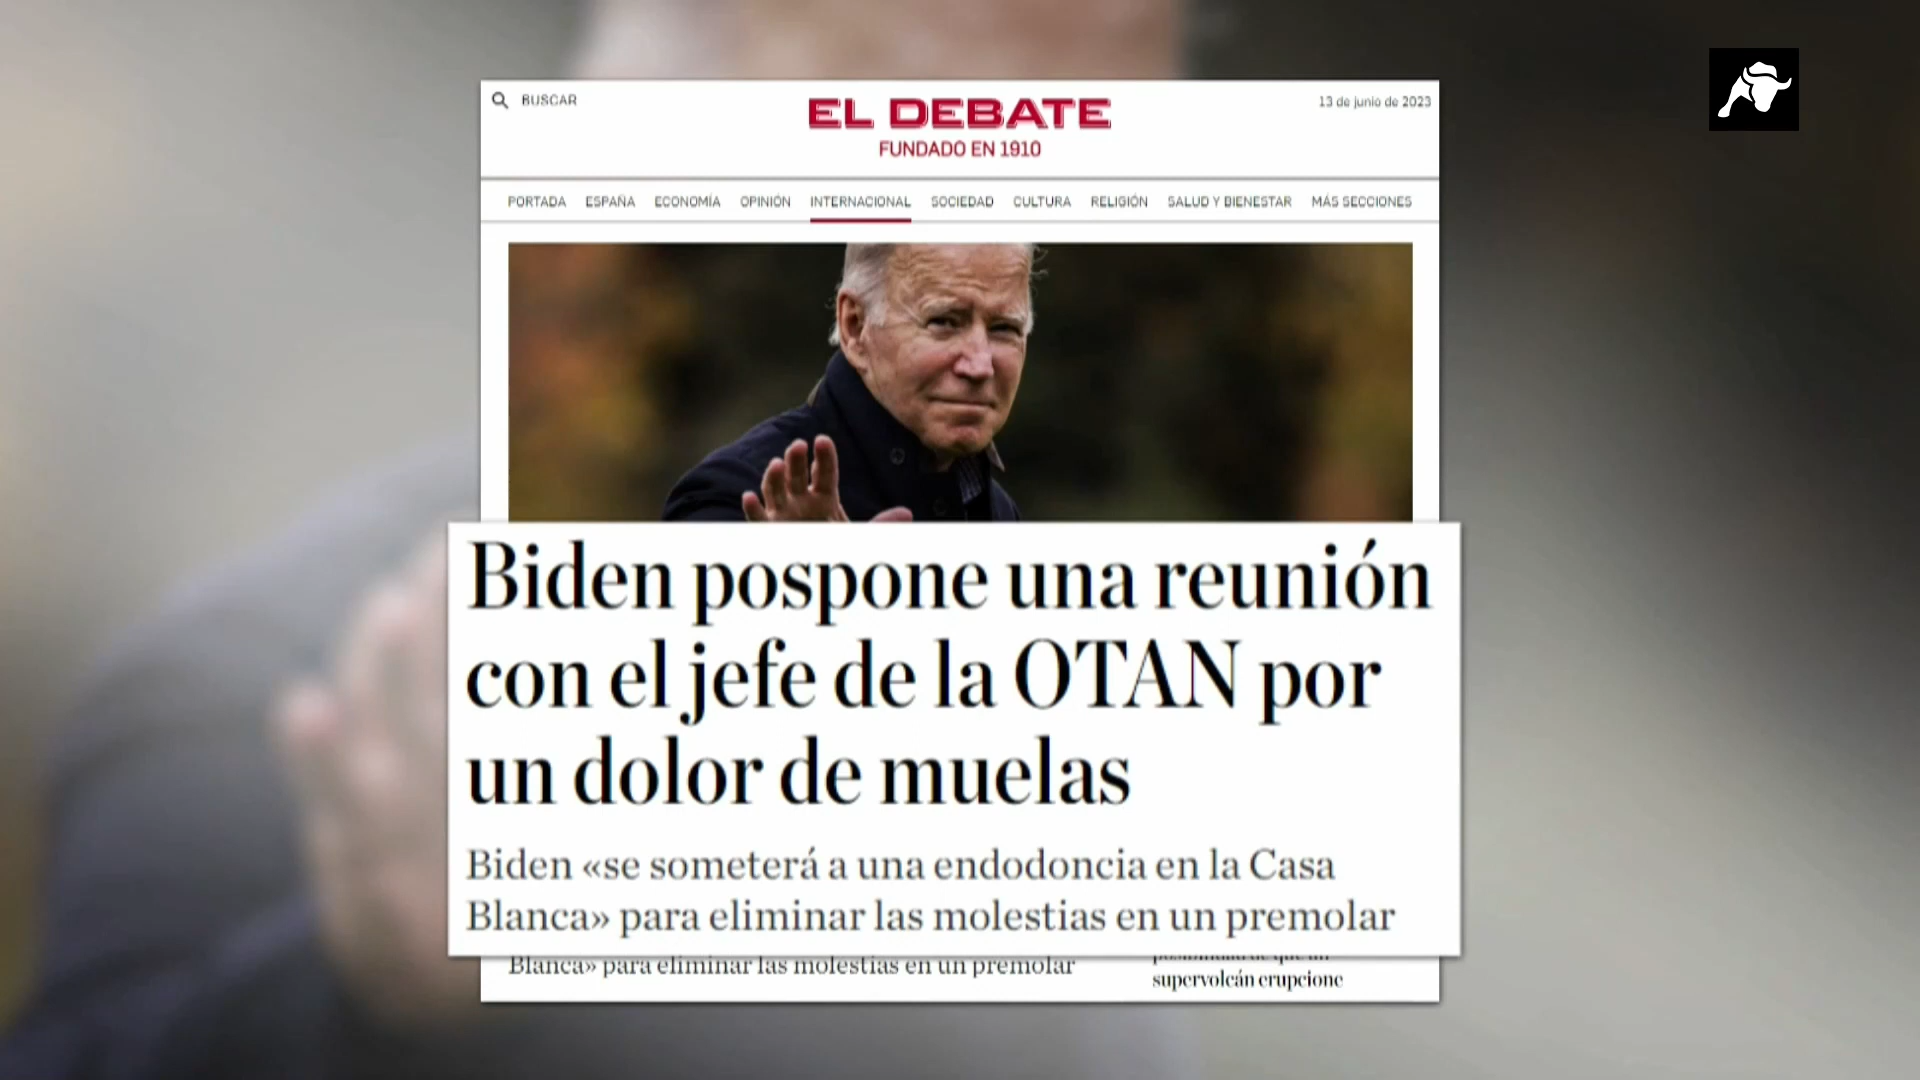 BUSCAR
EL DEBATE
13 de junio de 2023
FUNDADO EN 1910
PORTADA ESPAÑA ECONOMÍA OPINIÓN INTERNACIONAL SOCIEDAD CULTURA RELIGIÓN SALUD Y BIENESTAR MÁS SECCIONES
Biden pospone una reunión
con el jefe de la OTAN por
un dolor de muelas
Biden «se someterá a una endodoncia en la Casa
Blanca» para eliminar las molestias en un premolar
Blanca» para eliminar las molestias en un premolar
supervolcán erupcione